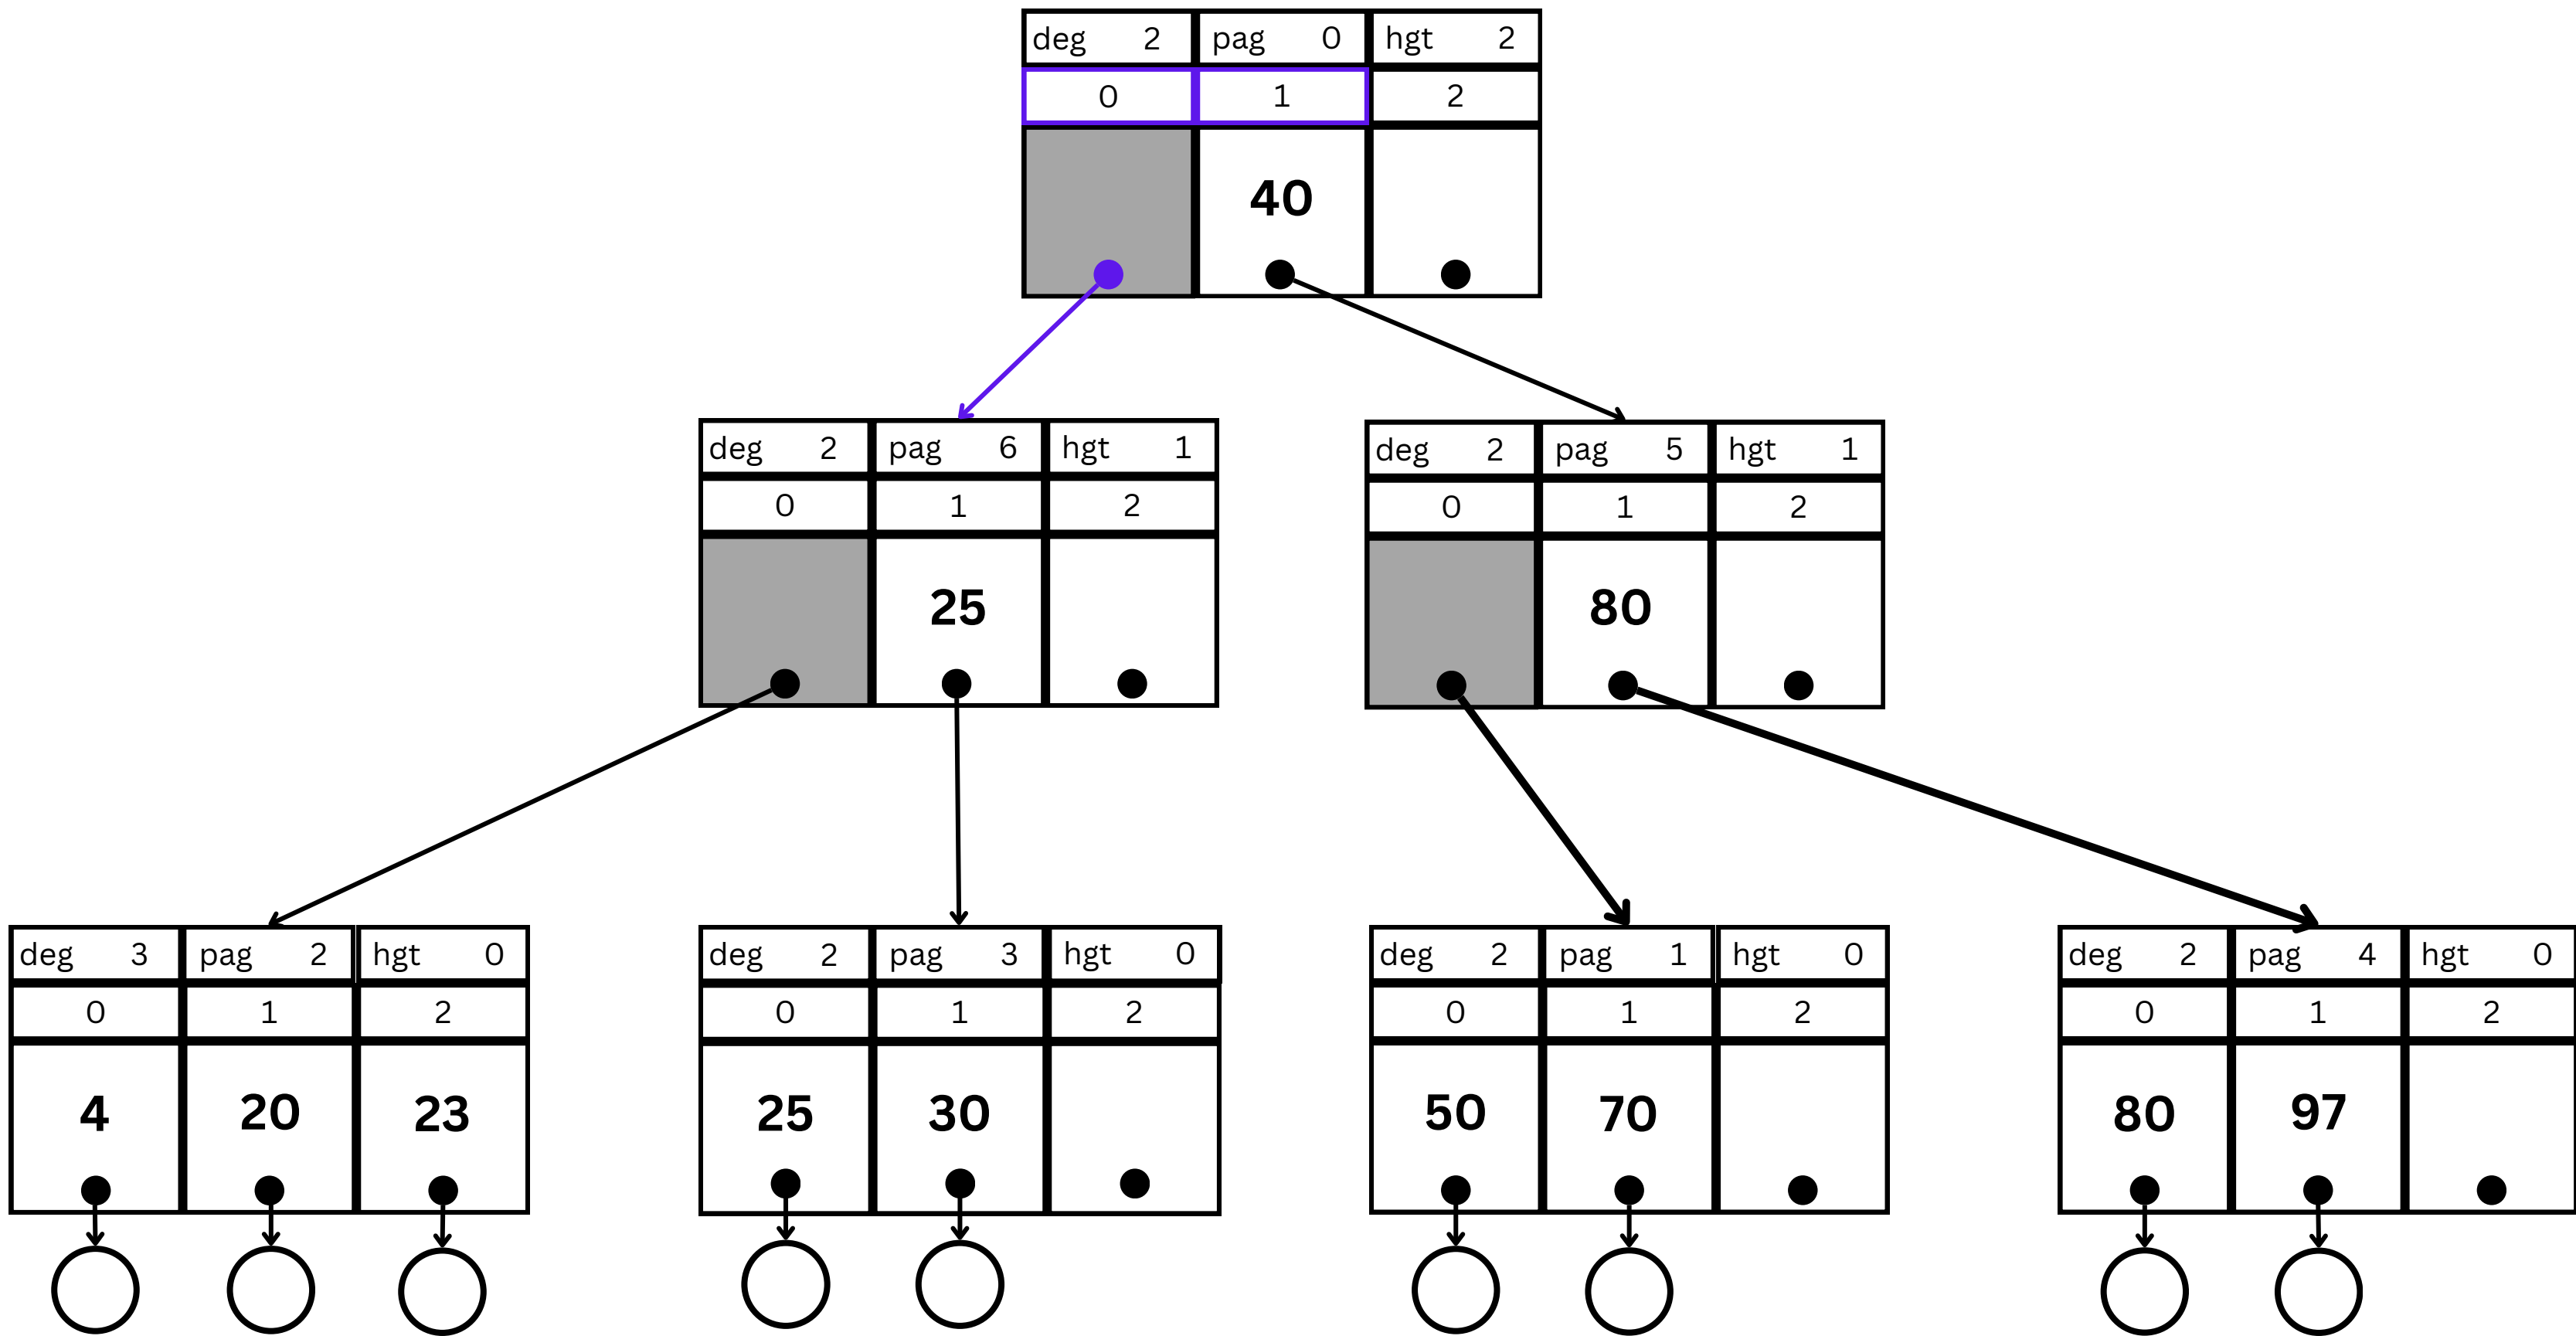 deg 2 pag 0 hgt 2
0 1 2
40
deg 2 pag 6 hgt 1
0 1 2
25
deg 2 pag 5 hgt 1
0 1 2
80
deg 3 pag 2 hgt 0
0 1 2
4 20 23
deg 2 pag 3 hgt 0
0 1 2
25 30
deg 2 pag 1 hgt 0
0 1 2
50 70
deg 2 pag 4 hgt 0
0 1 2
80 97